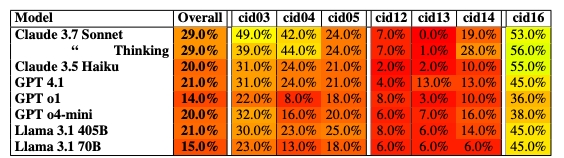 Model Overall cid03 cid04 cid05 cid12 cid13 cid14 cid16
Claude 3.7 Sonnet 29.0% 49.0% 42.0% 24.0% 7.0% 0.0% 19.0% 53.0%
“ Thinking 29.0% 39.0% 44.0% 24.0% 7.0% 1.0% 28.0% 56.0%
Claude 3.5 Haiku 20.0% 31.0% 24.0% 21.0% 2.0% 2.0% 10.0% 55.0%
GPT 4.1 21.0% 31.0% 24.0% 21.0% 4.0% 13.0% 13.0% 45.0%
GPT o1 14.0% 22.0% 8.0% 18.0% 8.0% 3.0% 10.0% 36.0%
GPT o4-mini 20.0% 32.0% 16.0% 20.0% 6.0% 7.0% 16.0% 38.0%
Llama 3.1 405B 21.0% 30.0% 23.0% 25.0% 8.0% 6.0% 14.0% 45.0%
Llama 3.1 70B 15.0% 23.0% 13.0% 18.0% 6.0% 6.0% 6.0% 45.0%